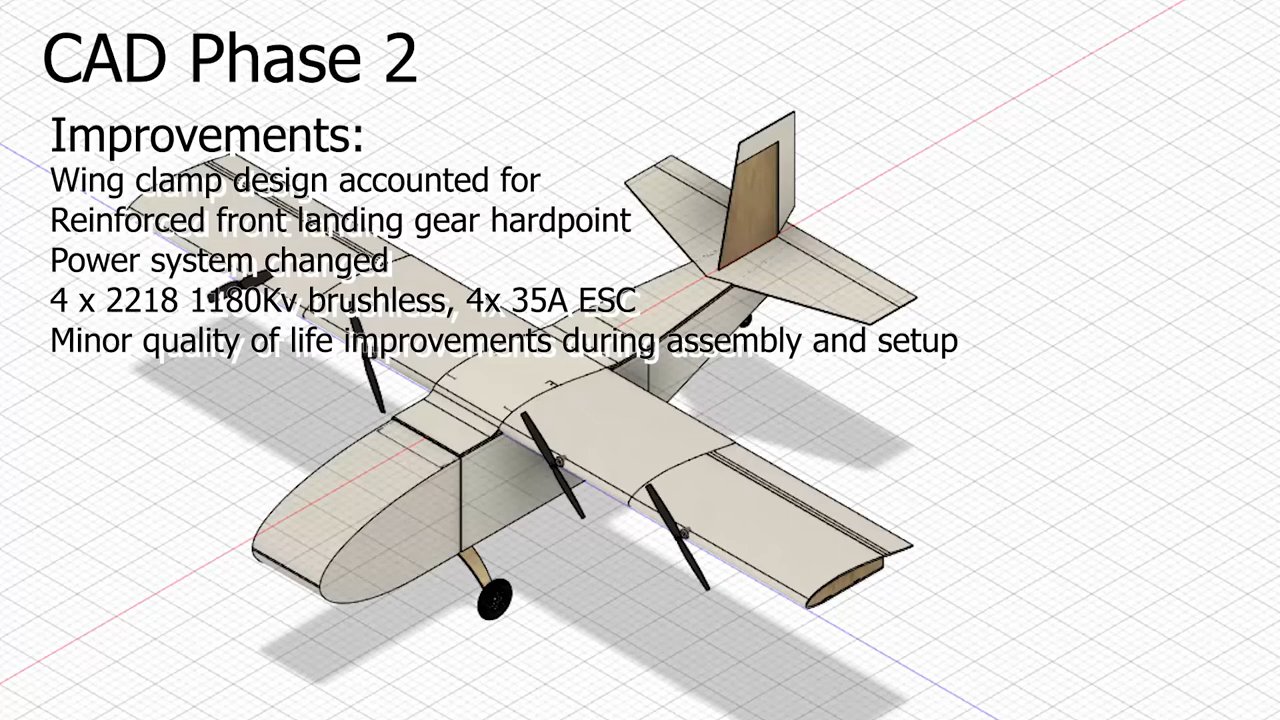 CAD Phase 2
Improvements:
Wing clamp design accounted for
Reinforced front landing gear hardpoint
Power system changed
4 x 2218 1180Kv brushless, 4x 35A ESC
Minor quality of life improvements during assembly and setup